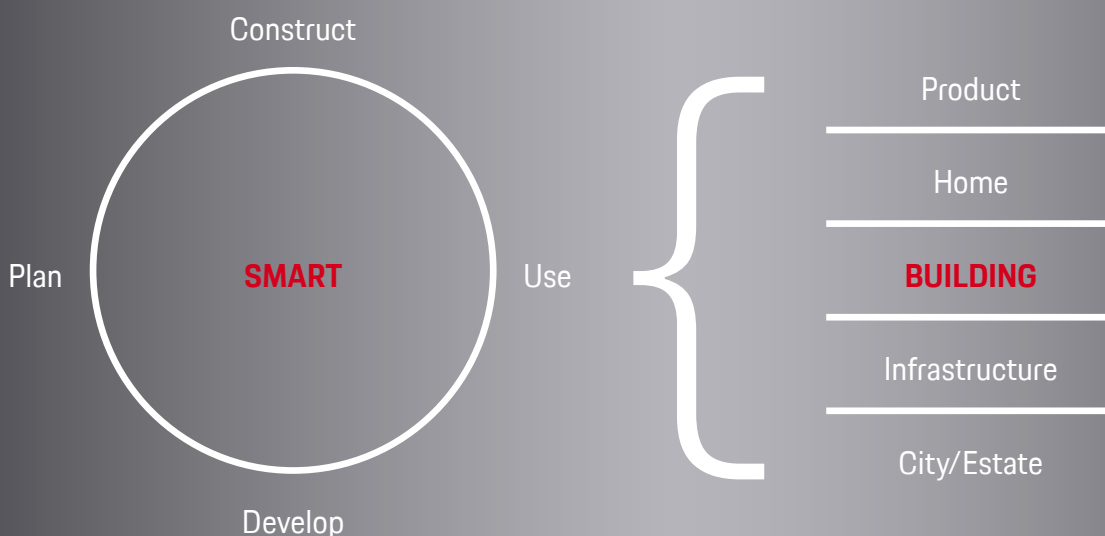 Construct
Plan
SMART
Use
Develop
Product
Home
BUILDING
Infrastructure
City/Estate